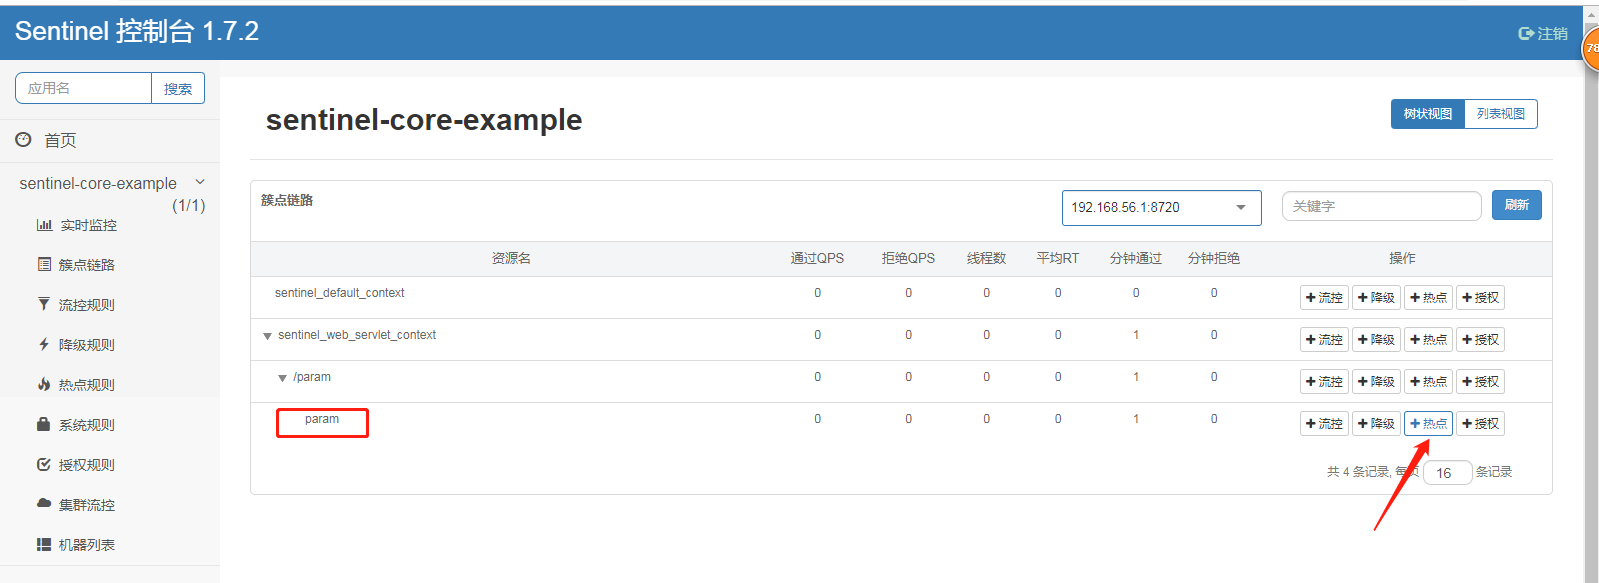 Sentinel 控制台 1.7.2
注销
78
应用名 搜索
首页
sentinel-core-example
(1/1)
实时监控
簇点链路
流控规则
降级规则
热点规则
系统规则
授权规则
集群流控
机器列表
sentinel-core-example
树状视图 列表视图
簇点链路
192.168.56.1:8720
关键字
刷新
资源名 通过QPS 拒绝QPS 线程数 平均RT 分钟通过 分钟拒绝 操作
sentinel_default_context 0 0 0 0 0 0 流控 降级 热点 授权
sentinel_web_servlet_context 0 0 0 0 1 0 流控 降级 热点 授权
/param 0 0 0 0 1 0 流控 降级 热点 授权
param 0 0 0 0 1 0 流控 降级 热点 授权
共 4 条记录, 每页 16 条记录